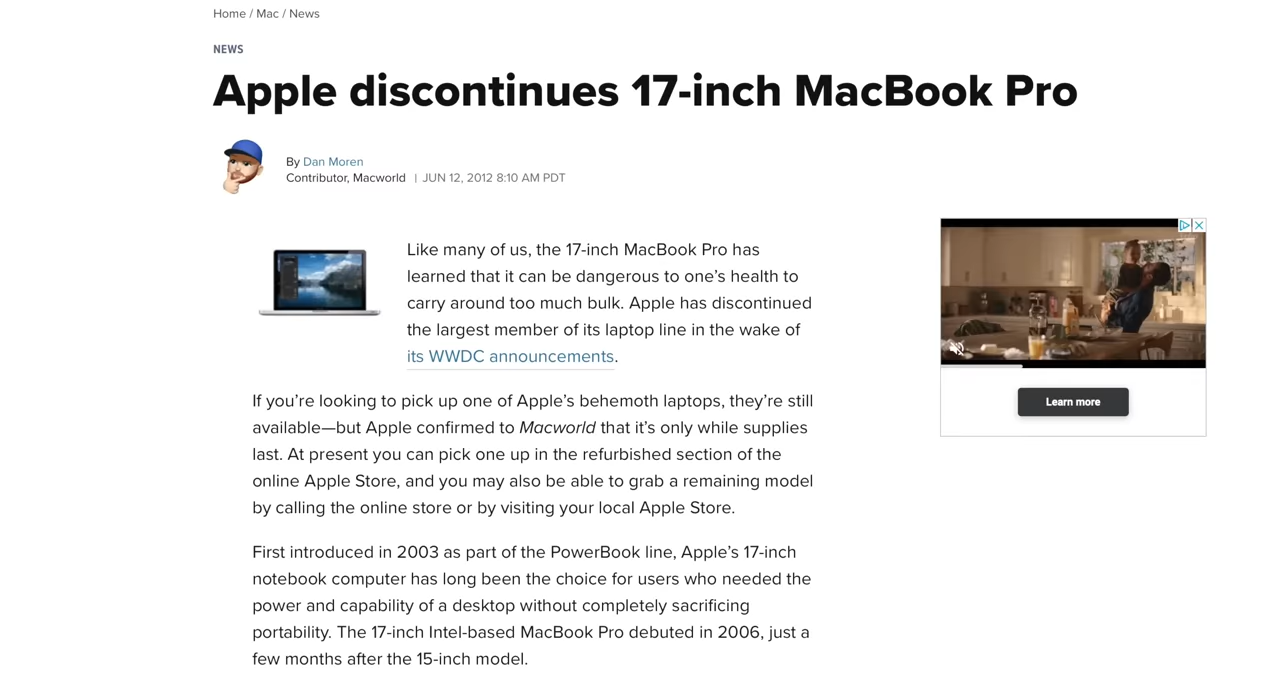 Home / Mac / News
NEWS
Apple discontinues 17-inch MacBook Pro
By Dan Moren
Contributor, Macworld | JUN 12, 2012 8:10 AM PDT
Like many of us, the 17-inch MacBook Pro has
learned that it can be dangerous to one’s health to
carry around too much bulk. Apple has discontinued
the largest member of its laptop line in the wake of
its WWDC announcements.
If you’re looking to pick up one of Apple’s behemoth laptops, they’re still
available—but Apple confirmed to Macworld that it’s only while supplies
last. At present you can pick one up in the refurbished section of the
online Apple Store, and you may also be able to grab a remaining model
by calling the online store or by visiting your local Apple Store.
First introduced in 2003 as part of the PowerBook line, Apple’s 17-inch
notebook computer has long been the choice for users who needed the
power and capability of a desktop without completely sacrificing
portability. The 17-inch Intel-based MacBook Pro debuted in 2006, just a
few months after the 15-inch model.
Learn more